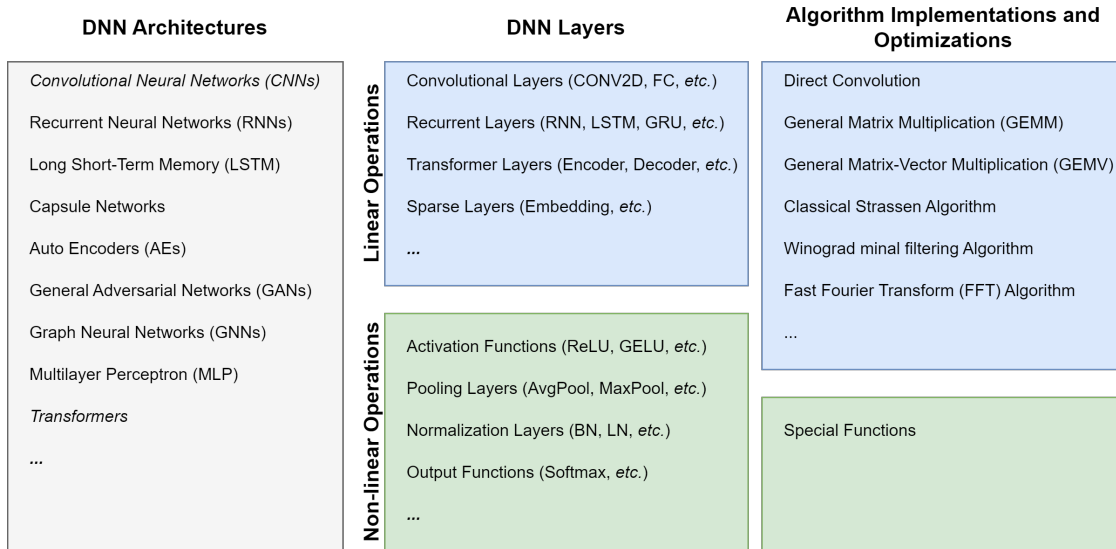 DNN Architectures
Convolutional Neural Networks (CNNs)
Recurrent Neural Networks (RNNs)
Long Short-Term Memory (LSTM)
Capsule Networks
Auto Encoders (AEs)
General Adversarial Networks (GANs)
Graph Neural Networks (GNNs)
Multilayer Perceptron (MLP)
Transformers
...
DNN Layers
Linear Operations
Convolutional Layers (CONV2D, FC, etc.)
Recurrent Layers (RNN, LSTM, GRU, etc.)
Transformer Layers (Encoder, Decoder, etc.)
Sparse Layers (Embedding, etc.)
...
Non-linear Operations
Activation Functions (ReLU, GELU, etc.)
Pooling Layers (AvgPool, MaxPool, etc.)
Normalization Layers (BN, LN, etc.)
Output Functions (Softmax, etc.)
...
Algorithm Implementations and
Optimizations
Direct Convolution
General Matrix Multiplication (GEMM)
General Matrix-Vector Multiplication (GEMV)
Classical Strassen Algorithm
Winograd minal filtering Algorithm
Fast Fourier Transform (FFT) Algorithm
...
Special Functions